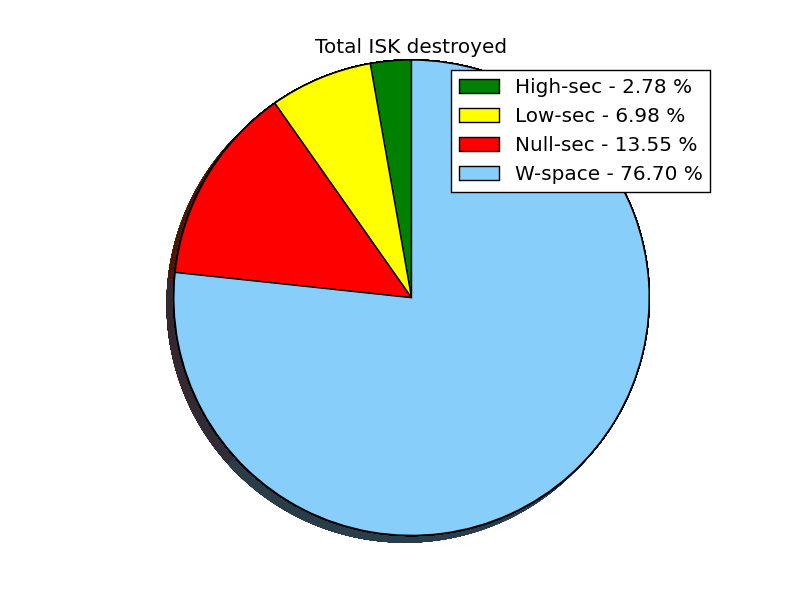 Total ISK destroyed
High-sec - 2.78 %
Low-sec - 6.98 %
Null-sec - 13.55 %
W-space - 76.70 %